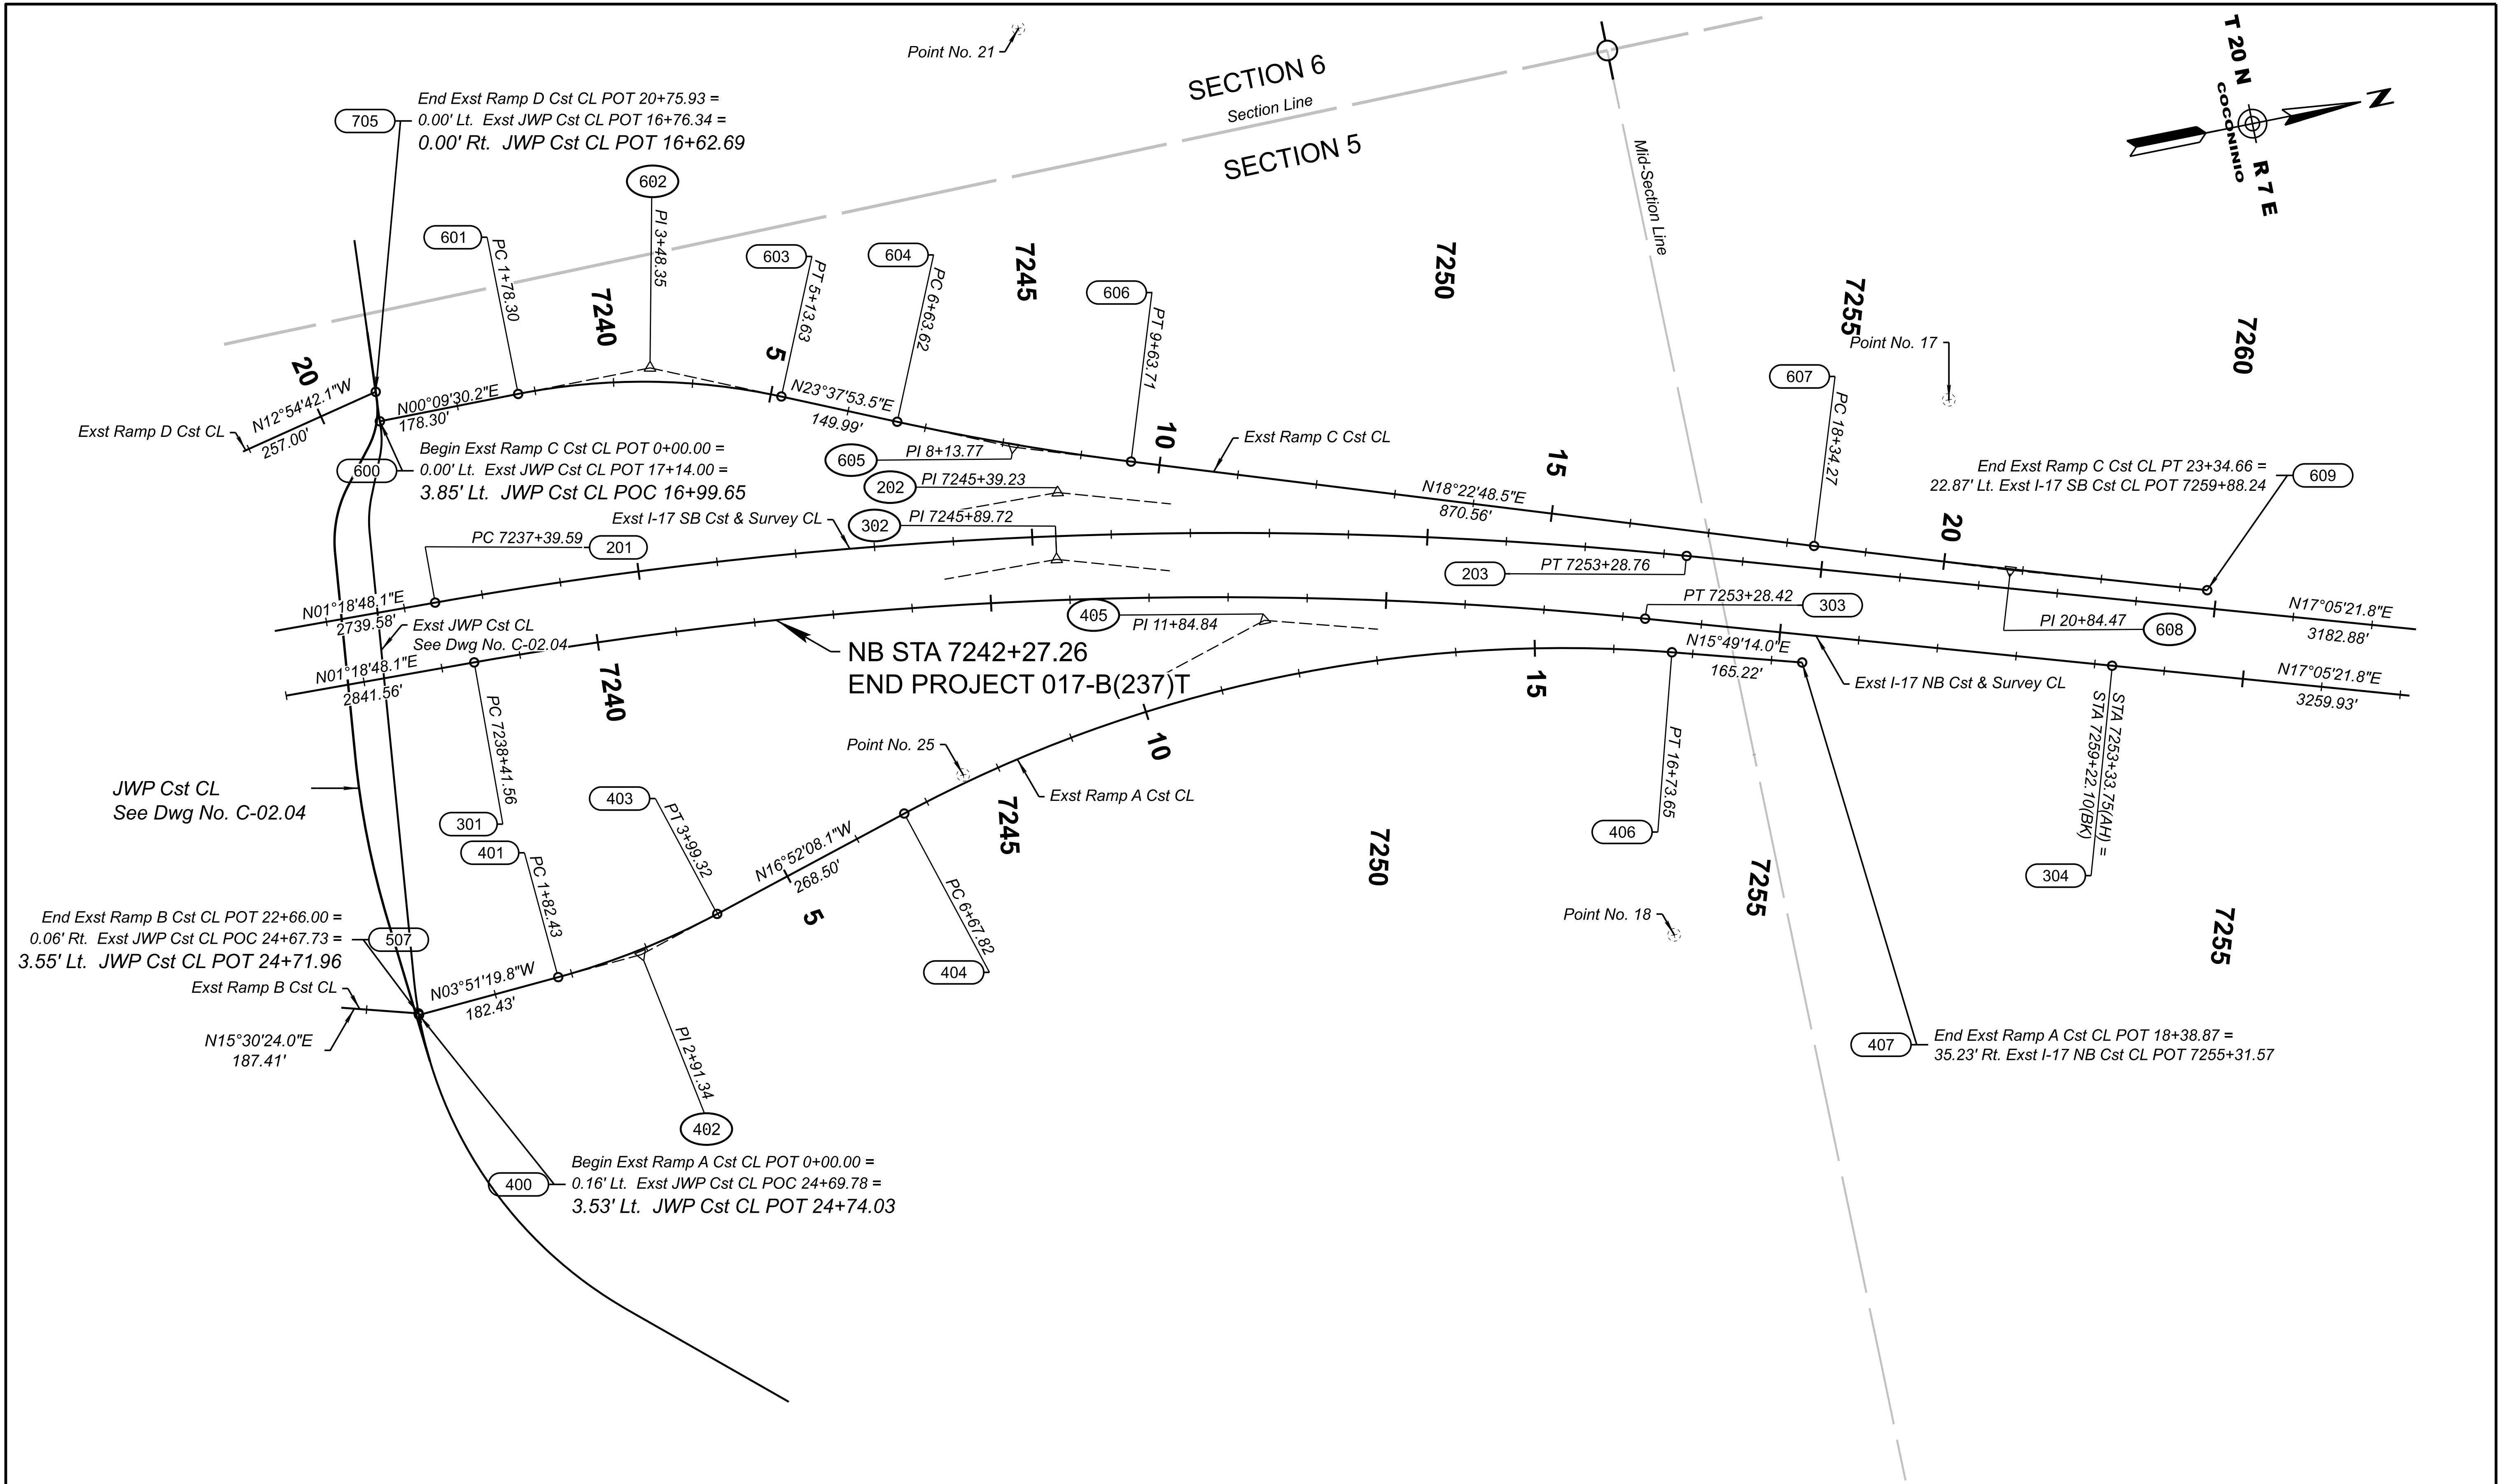 Point No. 21
SECTION 6
Section Line
SECTION 5
Mid-Section Line
T 20 N
COCONINIO
R 7 E
N
705
End Exst Ramp D Cst CL POT 20+75.93 =
0.00' Lt.  Exst JWP Cst CL POT 16+76.34 =
0.00' Rt.  JWP Cst CL POT 16+62.69
602
PI 3+48.35
601
PC 1+78.30
603
PT 5+13.63
604
PC 6+63.62
606
PT 9+63.71
7240
7245
7250
7255
7260
Point No. 17
607
PC 18+34.27
20
5
N12°54'42.1"W
257.00'
N00°09'30.2"E
178.30'
N23°37'53.5"E
149.99'
Exst Ramp D Cst CL
600
Begin Exst Ramp C Cst CL POT 0+00.00 =
0.00' Lt.  Exst JWP Cst CL POT 17+14.00 =
3.85' Lt.  JWP Cst CL POC 16+99.65
605
PI 8+13.77
10
Exst Ramp C Cst CL
15
N18°22'48.5"E
870.56'
20
End Exst Ramp C Cst CL PT 23+34.66 =
22.87' Lt. Exst I-17 SB Cst CL POT 7259+88.24
609
202
PI 7245+39.23
302
PI 7245+89.72
Exst I-17 SB Cst & Survey CL
PC 7237+39.59
201
203
PT 7253+28.76
PT 7253+28.42
303
PI 20+84.47
608
N17°05'21.8"E
3182.88'
N01°18'48.1"E
2739.58'
Exst JWP Cst CL
See Dwg No. C-02.04
N01°18'48.1"E
2841.56'
405
PI 11+84.84
NB STA 7242+27.26
END PROJECT 017-B(237)T
N15°49'14.0"E
165.22'
Exst I-17 NB Cst & Survey CL
N17°05'21.8"E
3259.93'
7240
PC 7238+41.56
301
15
10
Point No. 25
Exst Ramp A Cst CL
PT 16+73.65
406
STA 7253+33.75(AH) =
STA 7259+22.10(BK)
304
JWP Cst CL
See Dwg No. C-02.04
403
PT 3+99.32
401
PC 1+82.43
N16°52'08.1"W
268.50'
5
PC 6+67.82
404
7245
7250
7255
7255
Point No. 18
End Exst Ramp B Cst CL POT 22+66.00 =
0.06' Rt.  Exst JWP Cst CL POC 24+67.73 =
3.55' Lt.  JWP Cst CL POT 24+71.96
507
Exst Ramp B Cst CL
N03°51'19.8"W
182.43'
N15°30'24.0"E
187.41'
PI 2+91.34
402
407
End Exst Ramp A Cst CL POT 18+38.87 =
35.23' Rt. Exst I-17 NB Cst CL POT 7255+31.57
400
Begin Exst Ramp A Cst CL POT 0+00.00 =
0.16' Lt.  Exst JWP Cst CL POC 24+69.78 =
3.53' Lt.  JWP Cst CL POT 24+74.03